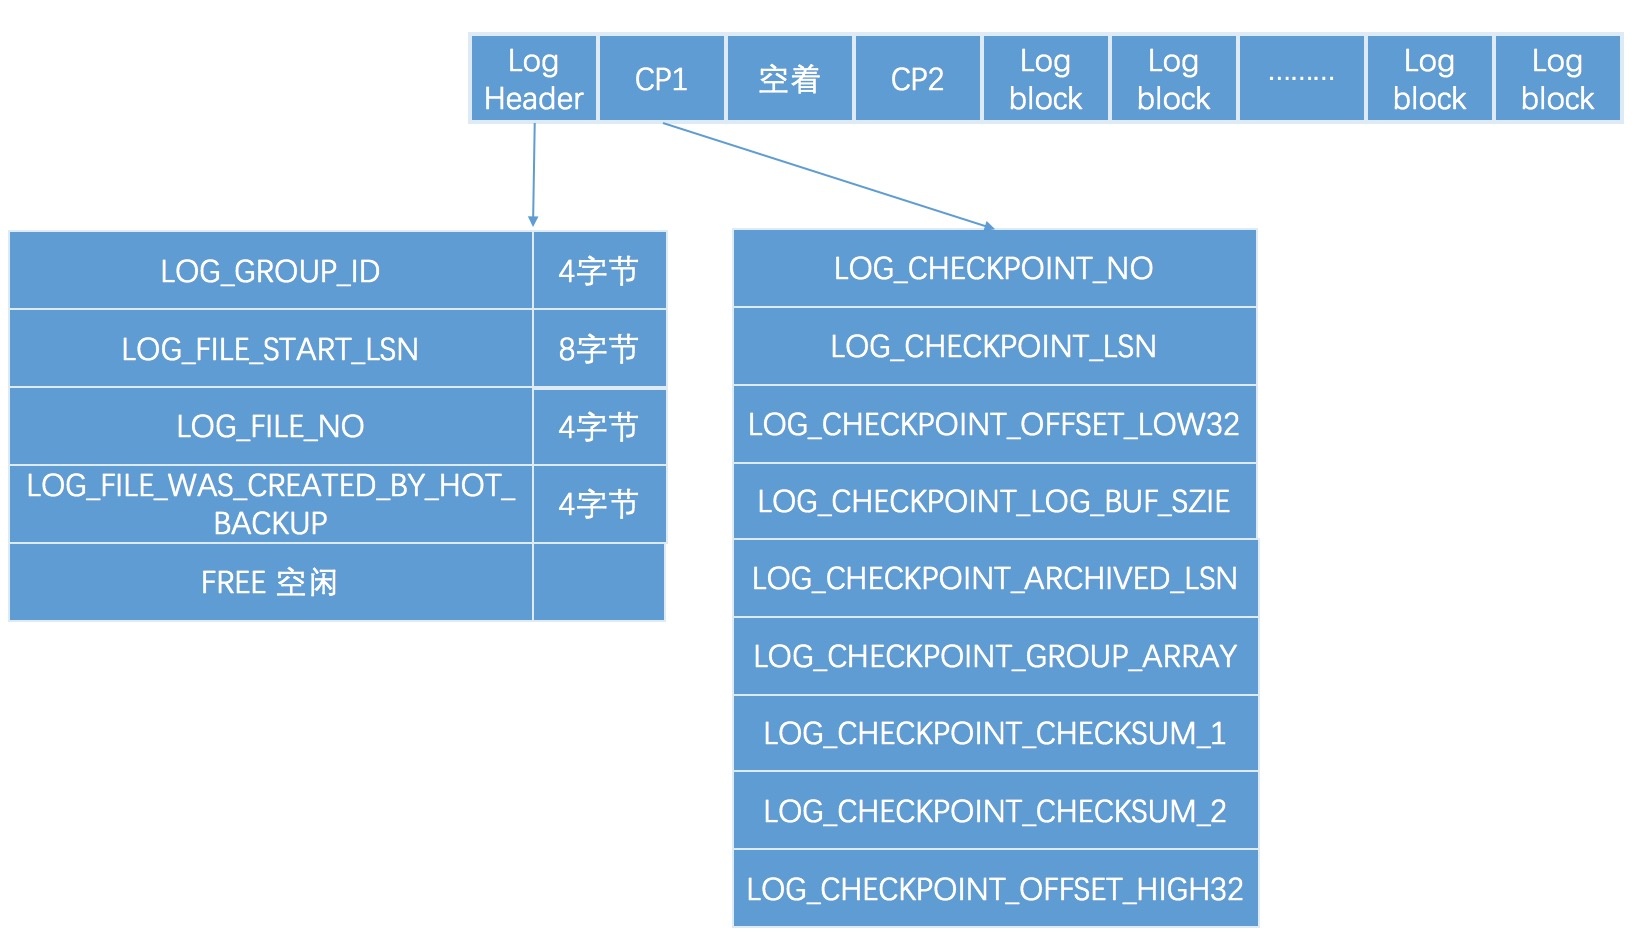 Log
Header
CP1
空着
CP2
Log
block
Log
block
………
Log
block
Log
block
LOG_GROUP_ID
4字节
LOG_FILE_START_LSN
8字节
LOG_FILE_NO
4字节
LOG_FILE_WAS_CREATED_BY_HOT_
BACKUP
4字节
FREE 空闲
LOG_CHECKPOINT_NO
LOG_CHECKPOINT_LSN
LOG_CHECKPOINT_OFFSET_LOW32
LOG_CHECKPOINT_LOG_BUF_SZIE
LOG_CHECKPOINT_ARCHIVED_LSN
LOG_CHECKPOINT_GROUP_ARRAY
LOG_CHECKPOINT_CHECKSUM_1
LOG_CHECKPOINT_CHECKSUM_2
LOG_CHECKPOINT_OFFSET_HIGH32